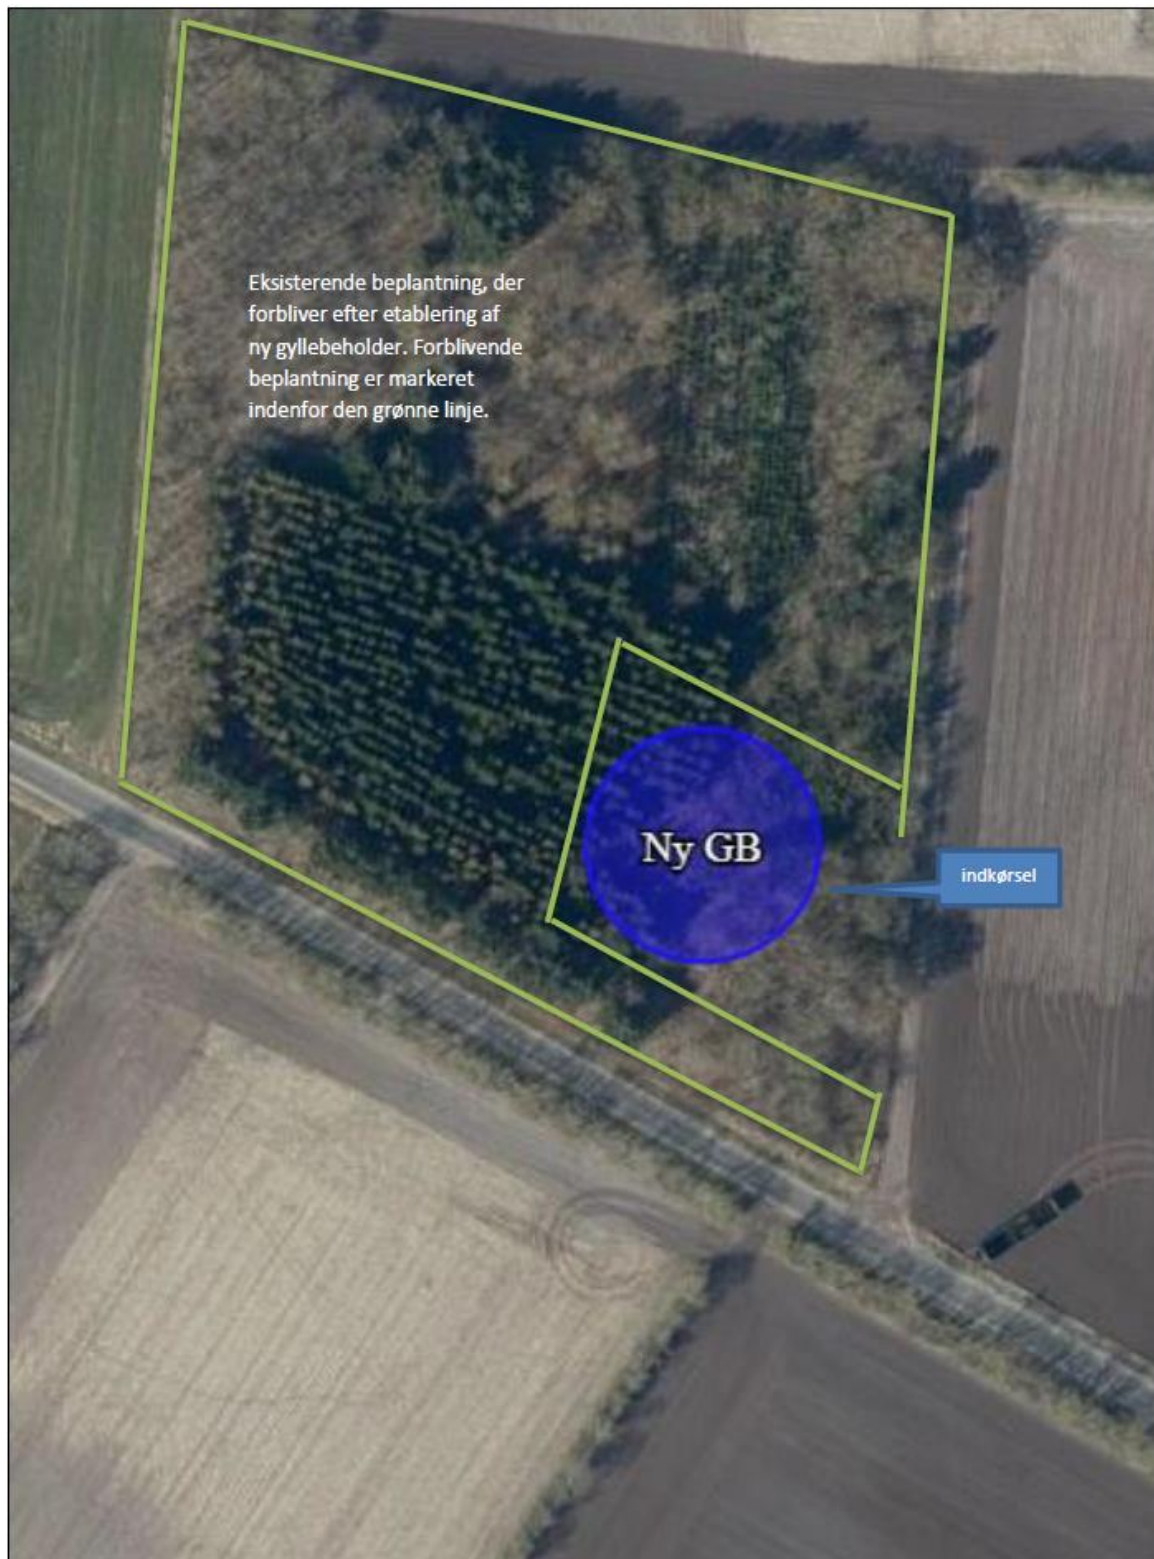 Eksisterende beplantning, der
forbliver efter etablering af
ny gyllebeholder. Forblivende
beplantning er markeret
indenfor den grønne linje.
Ny GB
indkørsel